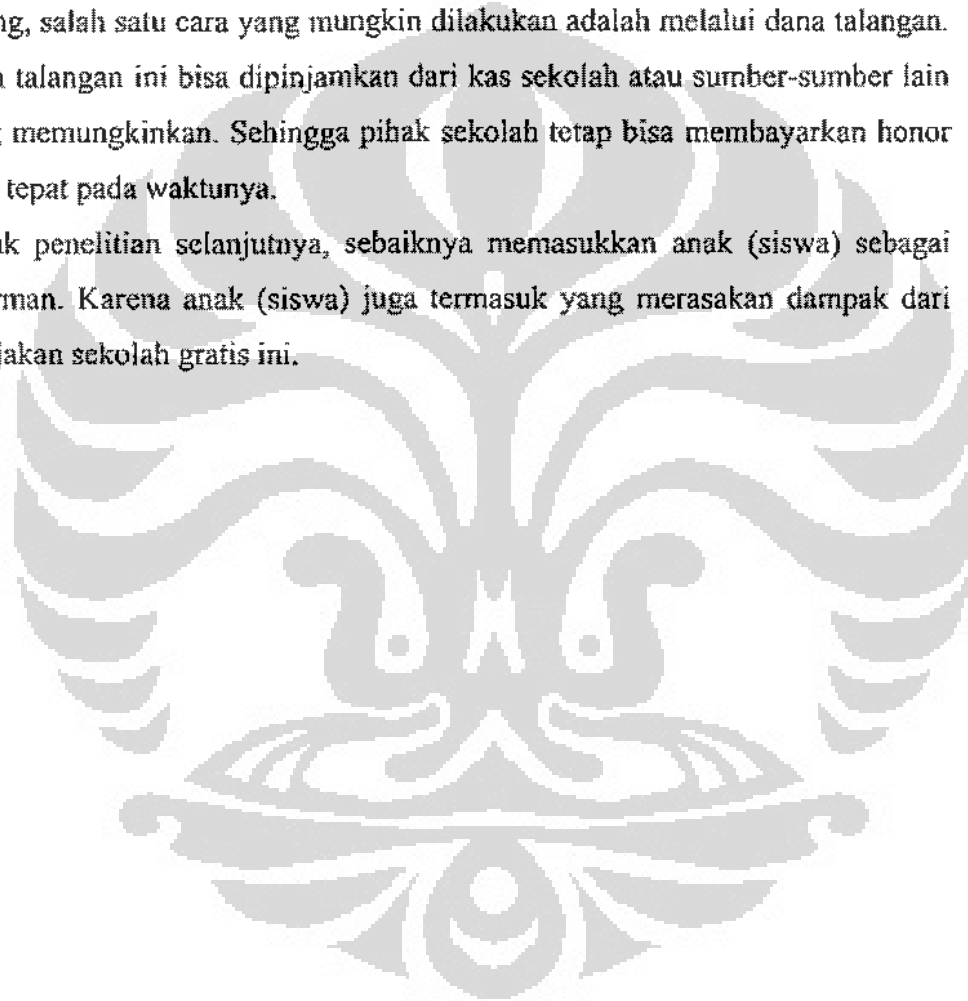 ng, salah satu cara yang mungkin dilakukan adalah melalui dana talangan.
talangan ini bisa dipinjamkan dari kas sekolah atau sumber-sumber lain
memungkinkan. Sehingga pihak sekolah tetap bisa membayarkan honor
tepat pada waktunya.
ak penelitian selanjutnya, sebaiknya memasukkan anak (siswa) sebagai
rman. Karena anak (siswa) juga termasuk yang merasakan dampak dari
jakan sekolah gratis ini.